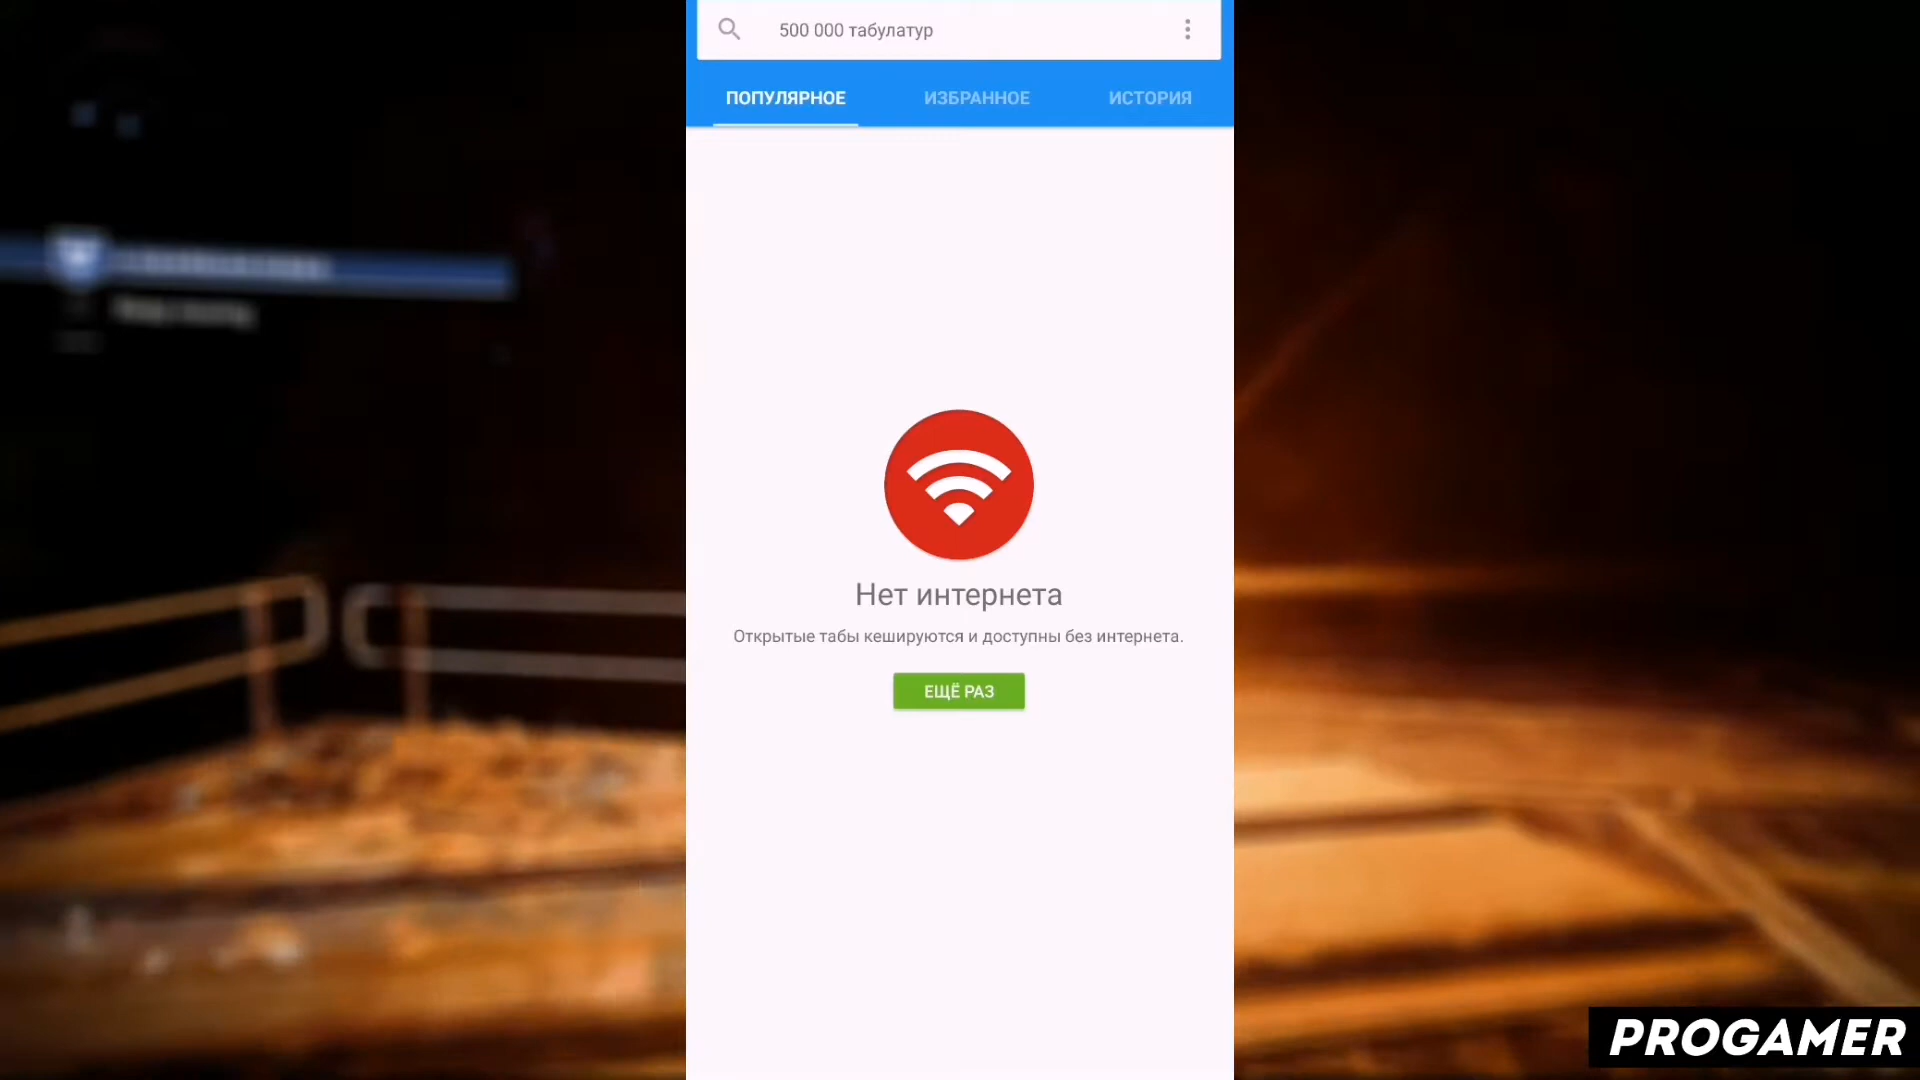 500 000 табулатур
ПОПУЛЯРНОЕ ИЗБРАННОЕ ИСТОРИЯ
Нет интернета
Открытые табы кешируются и доступны без интернета.
ЕЩЁ РАЗ
PROGAMER